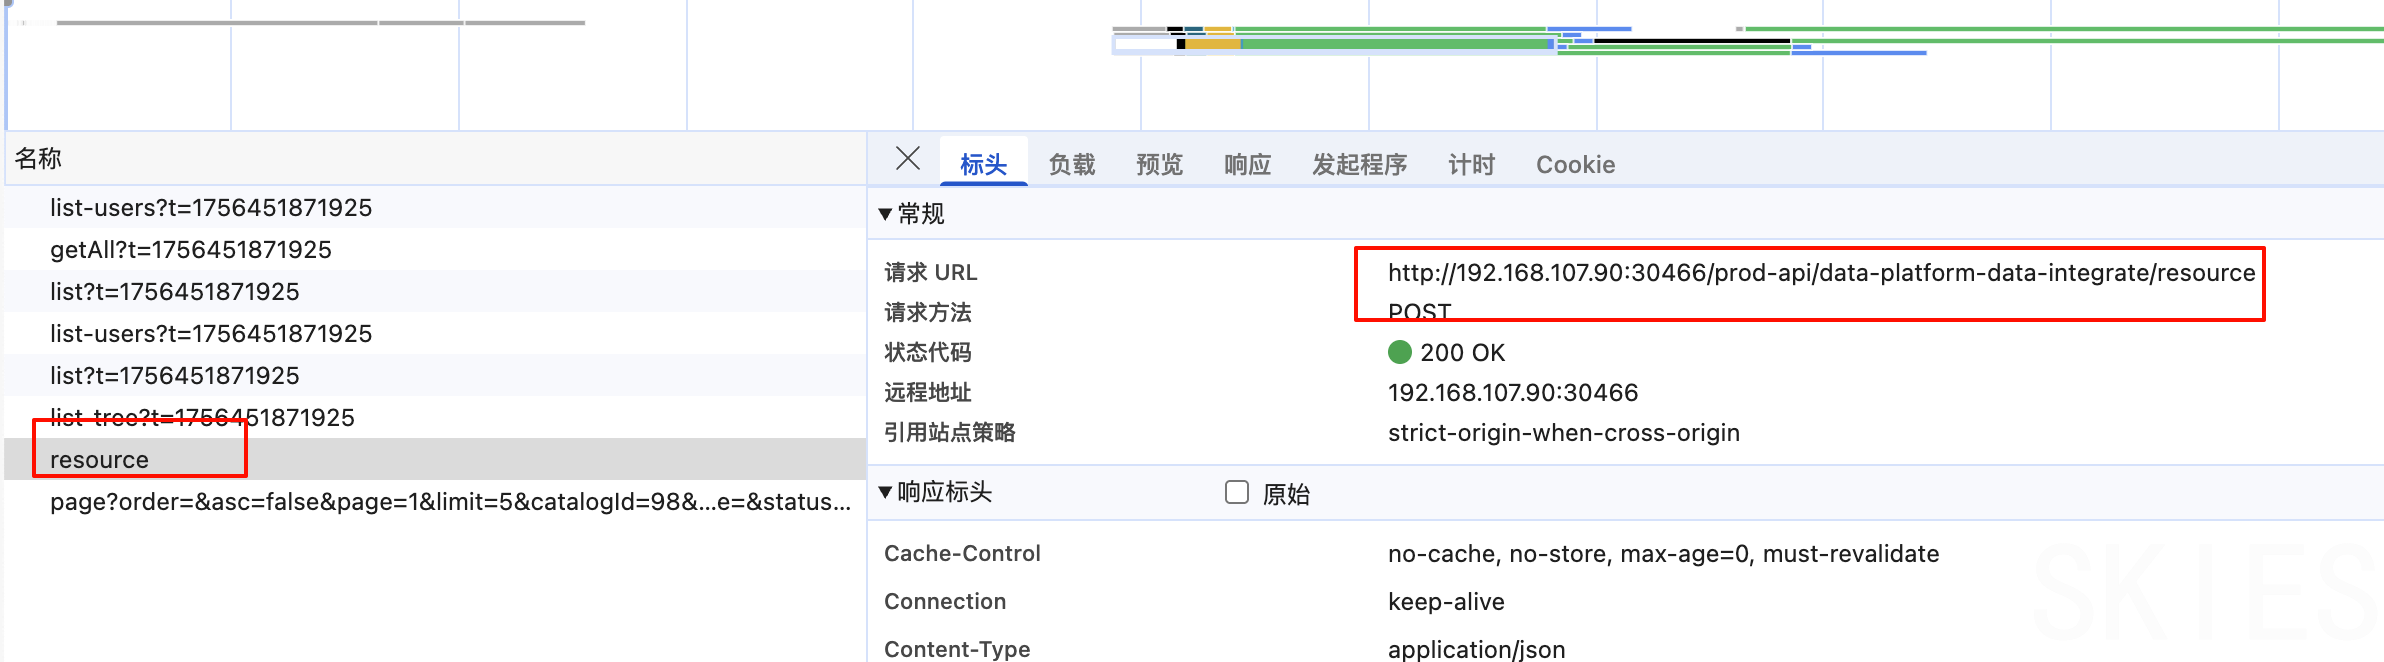 名称
list-users?t=1756451871925
getAll?t=1756451871925
list?t=1756451871925
list-users?t=1756451871925
list?t=1756451871925
list-tree?t=1756451871925
resource
page?order=&asc=false&page=1&limit=5&catalogId=98&...e=&status...
标头 负载 预览 响应 发起程序 计时 Cookie
常规
请求 URL http://192.168.107.90:30466/prod-api/data-platform-data-integrate/resource
请求方法 POST
状态代码 200 OK
远程地址 192.168.107.90:30466
引用站点策略 strict-origin-when-cross-origin
响应标头 原始
Cache-Control no-cache, no-store, max-age=0, must-revalidate
Connection keep-alive
Content-Type application/json
SKIES